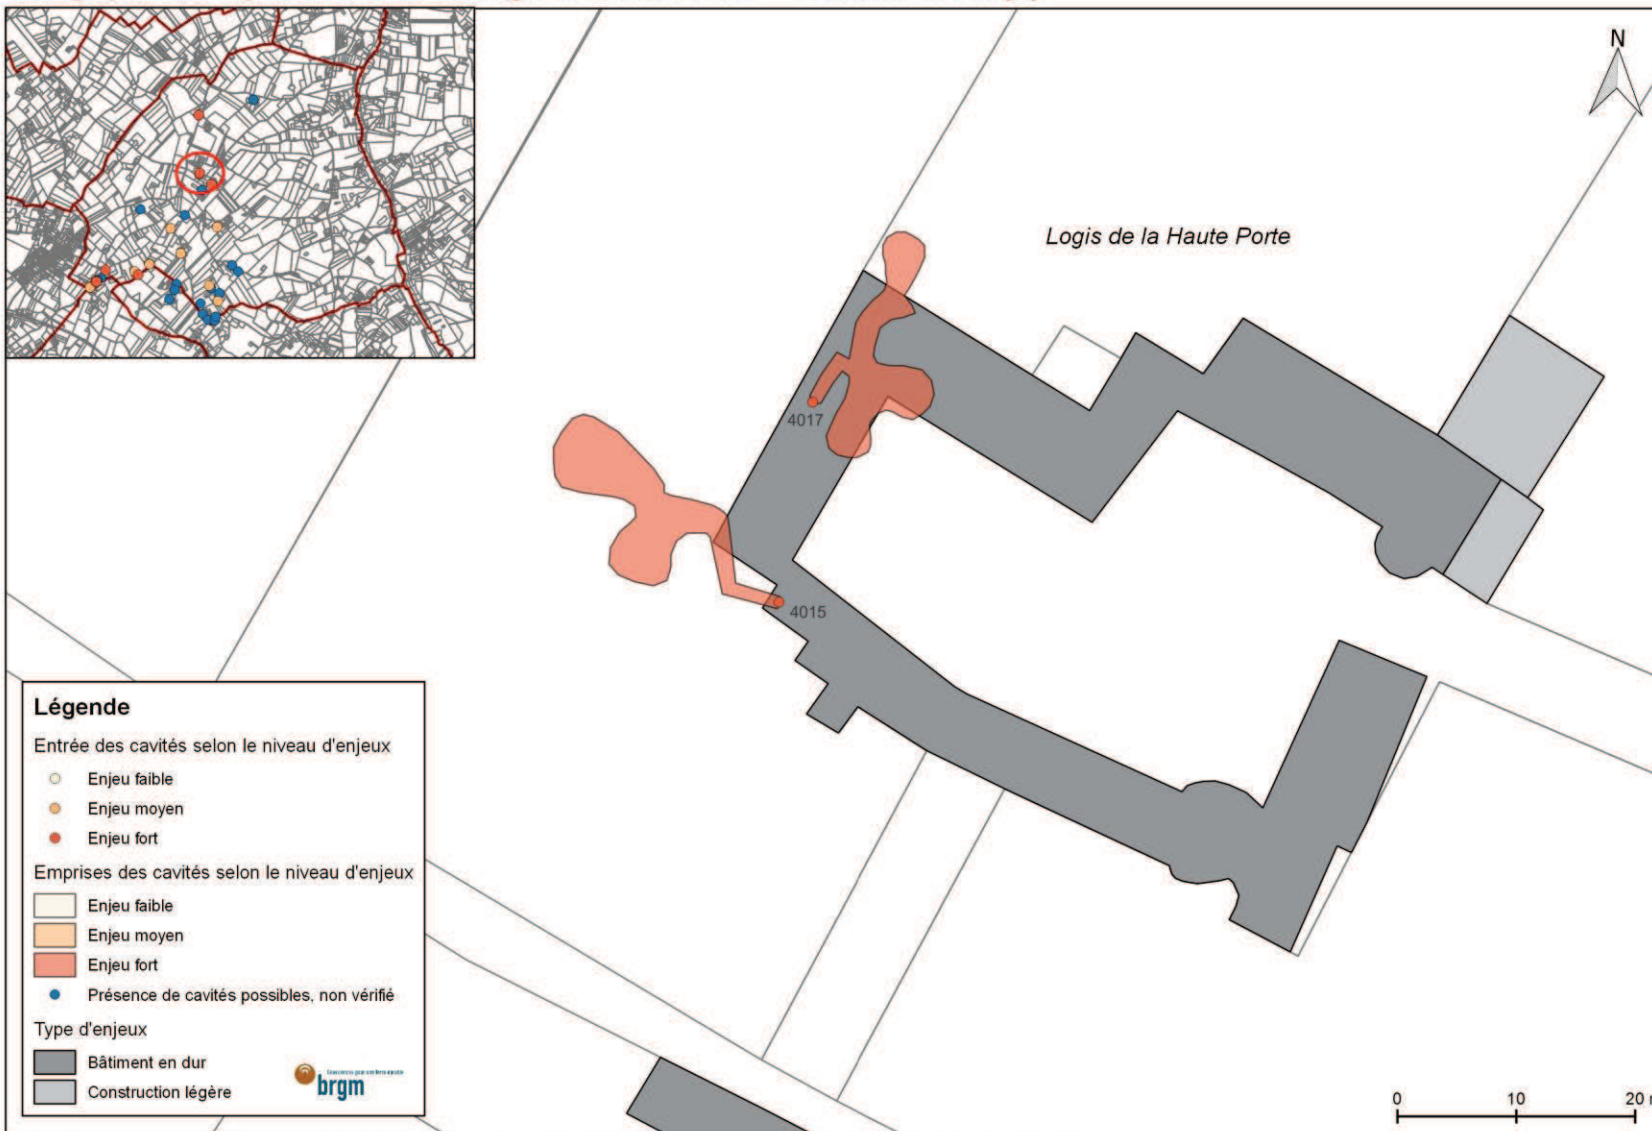 N
Logis de la Haute Porte
4017
4015
Légende
Entrée des cavités selon le niveau d'enjeux
Enjeu faible
Enjeu moyen
Enjeu fort
Emprises des cavités selon le niveau d'enjeux
Enjeu faible
Enjeu moyen
Enjeu fort
Présence de cavités possibles, non vérifié
Type d'enjeux
Bâtiment en dur
Construction légère
brgm
0 10 20